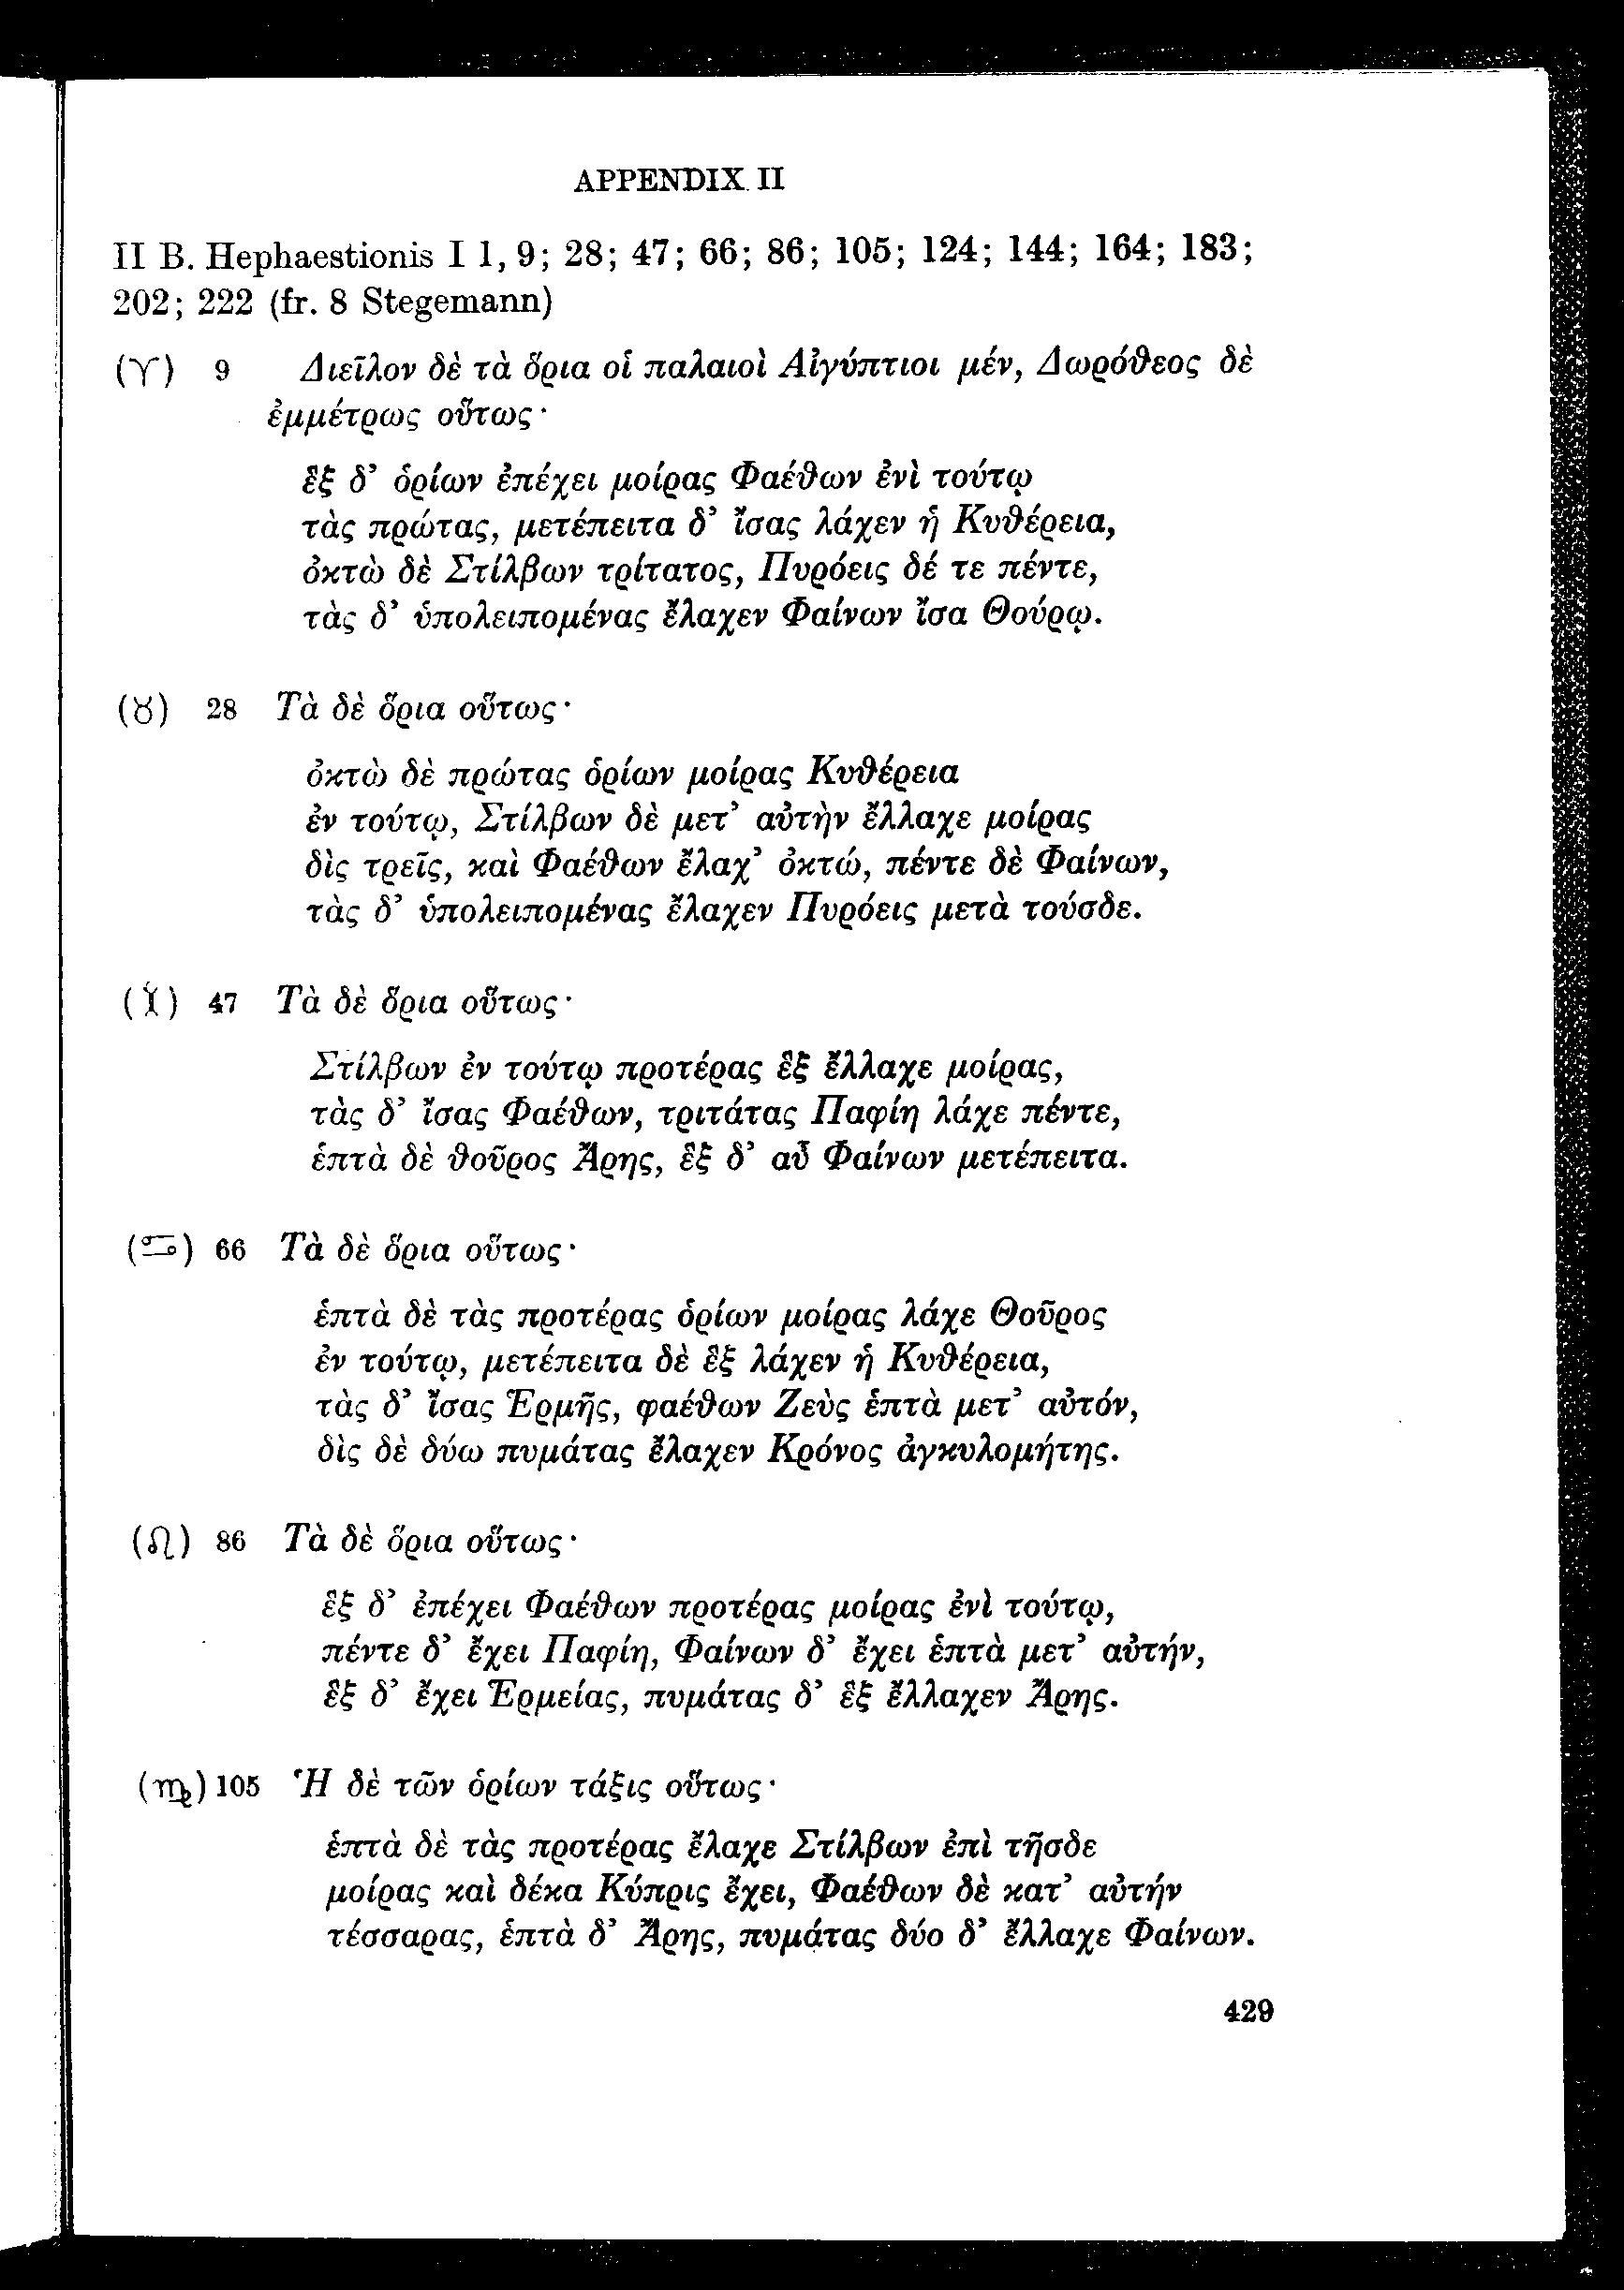 APPENDIX II
II B. Hephaestionis I 1, 9; 28; 47; 66; 86; 105; 124; 144; 164; 183;
202; 222 (fr. 8 Stegemann)
(♈) 9 Διεῖλον δὲ τὰ ὅρια οἱ παλαιοὶ Αἰγύπτιοι μέν, Δωρόθεος δὲ
ἐμμέτρως οὕτως·
ἓξ δ’ ὁρίων ἐπέχει μοίρας Φαέθων ἐνὶ τούτῳ
τὰς πρώτας, μετέπειτα δ’ ἴσας λάχεν ἡ Κυθέρεια,
ὀκτὼ δὲ Στίλβων τρίτατος, Πυρόεις δέ τε πέντε,
τὰς δ’ ὑπολειπομένας ἔλαχεν Φαίνων ἴσα Θούρῳ.
(♉) 28 Τὰ δὲ ὅρια οὕτως·
ὀκτὼ δὲ πρώτας ὁρίων μοίρας Κυθέρεια
ἐν τούτῳ, Στίλβων δὲ μετ’ αὐτὴν ἔλλαχε μοίρας
δὶς τρεῖς, καὶ Φαέθων ἔλαχ’ ὀκτώ, πέντε δὲ Φαίνων,
τὰς δ’ ὑπολειπομένας ἔλαχεν Πυρόεις μετὰ τούσδε.
(♊) 47 Τὰ δὲ ὅρια οὕτως·
Στίλβων ἐν τούτῳ προτέρας ἓξ ἔλλαχε μοίρας,
τὰς δ’ ἴσας Φαέθων, τριτάτας Παφίη λάχε πέντε,
ἑπτὰ δὲ θοῦρος Ἄρης, ἓξ δ’ αὖ Φαίνων μετέπειτα.
(♋) 66 Τὰ δὲ ὅρια οὕτως·
ἑπτὰ δὲ τὰς προτέρας ὁρίων μοίρας λάχε Θοῦρος
ἐν τούτῳ, μετέπειτα δὲ ἓξ λάχεν ἡ Κυθέρεια,
τὰς δ’ ἴσας Ἑρμῆς, φαέθων Ζεὺς ἑπτὰ μετ’ αὐτόν,
δὶς δὲ δύω πυμάτας ἔλαχεν Κρόνος ἀγκυλομήτης.
(♌) 86 Τὰ δὲ ὅρια οὕτως·
ἓξ δ’ ἐπέχει Φαέθων προτέρας μοίρας ἐνὶ τούτῳ,
πέντε δ’ ἔχει Παφίη, Φαίνων δ’ ἔχει ἑπτὰ μετ’ αὐτήν,
ἓξ δ’ ἔχει Ἑρμείας, πυμάτας δ’ ἓξ ἔλλαχεν Ἄρης.
(♍) 105 Ἡ δὲ τῶν ὁρίων τάξις οὕτως·
ἑπτὰ δὲ τὰς προτέρας ἔλαχε Στίλβων ἐπὶ τῆσδε
μοίρας καὶ δέκα Κύπρις ἔχει, Φαέθων δὲ κατ’ αὐτήν
τέσσαρας, ἑπτὰ δ’ Ἄρης, πυμάτας δύο δ’ ἔλλαχε Φαίνων.
429